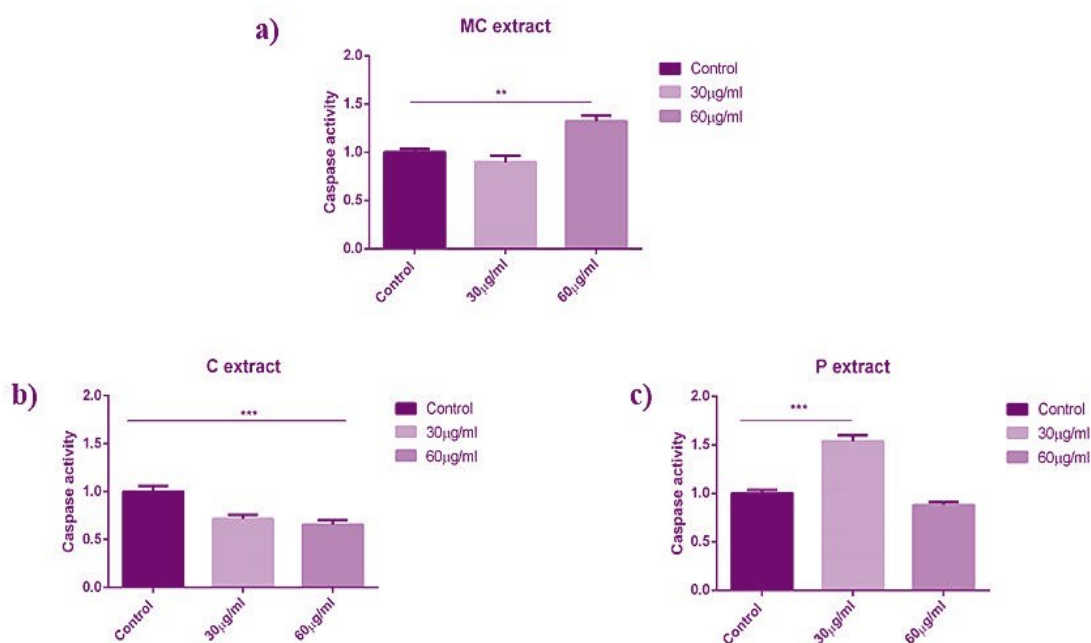 a)
MC extract
Caspase activity
2.0
1.5
1.0
0.5
0.0
**
Control
30μg/ml
60μg/ml
Control
30μg/ml
60μg/ml
b)
C extract
Caspase activity
2.0
1.5
1.0
0.5
0.0
***
Control
30μg/ml
60μg/ml
Control
30μg/ml
60μg/ml
c)
P extract
Caspase activity
2.0
1.5
1.0
0.5
0.0
***
Control
30μg/ml
60μg/ml
Control
30μg/ml
60μg/ml